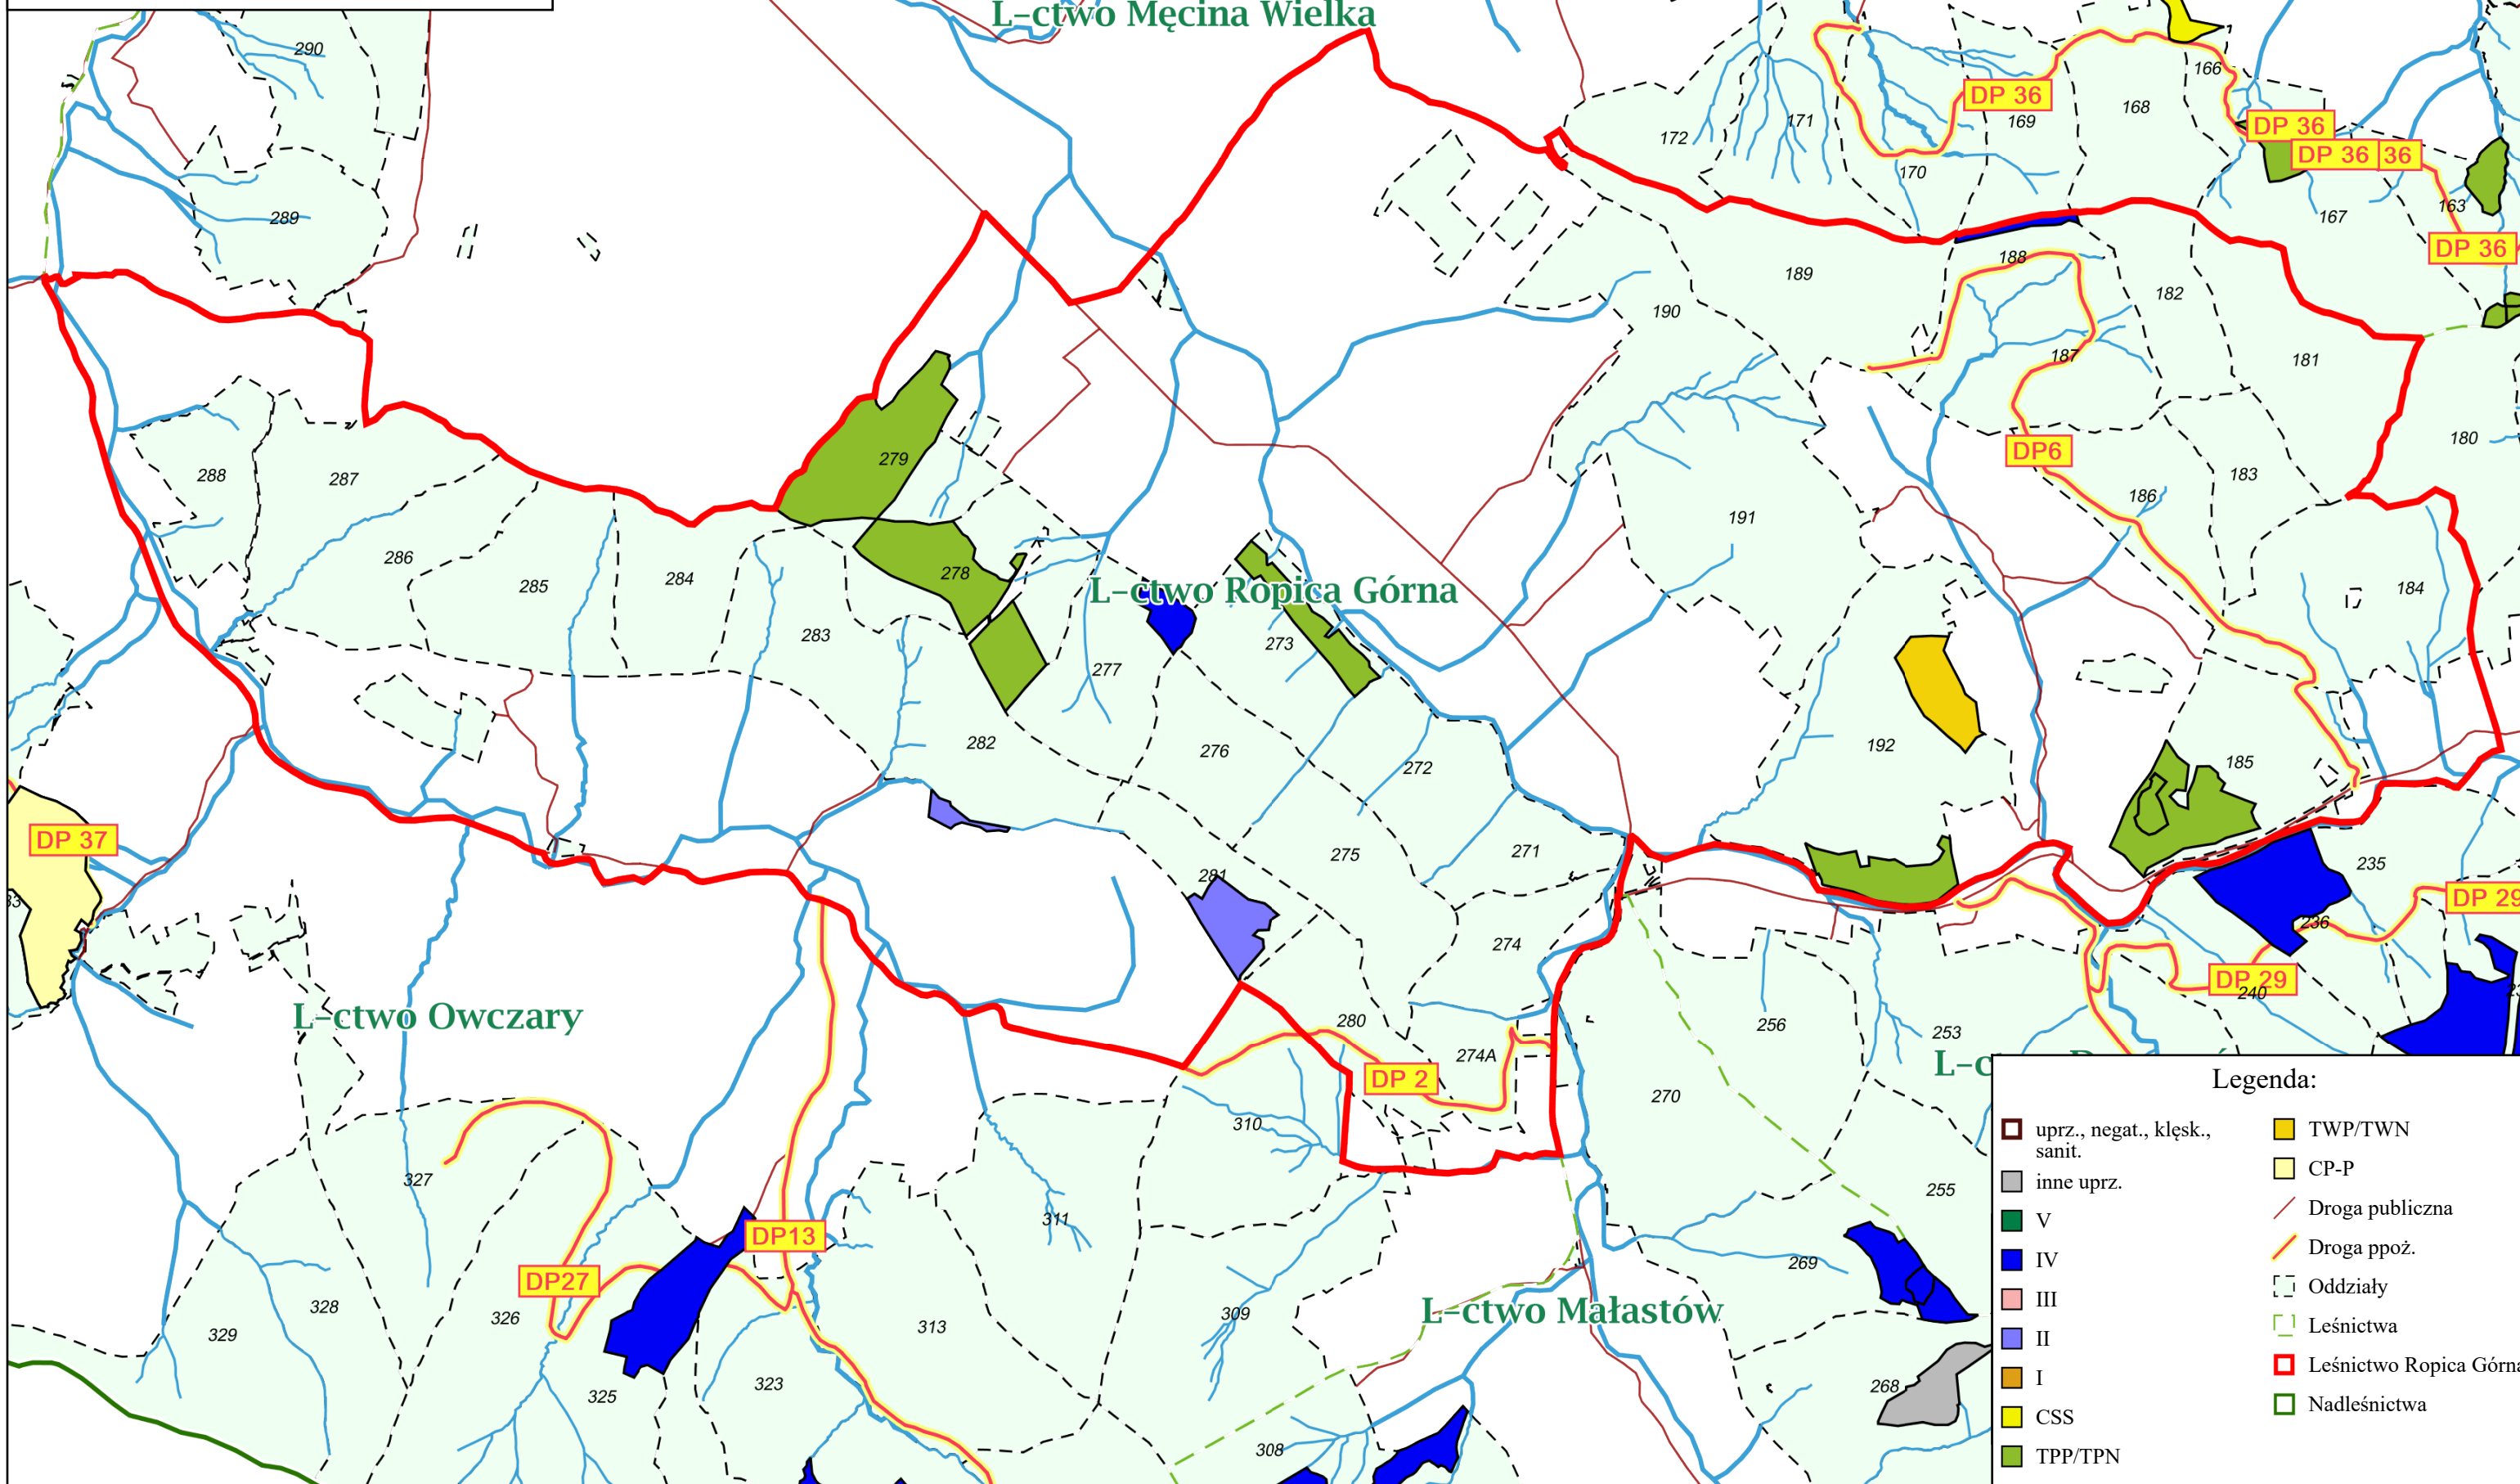 L–ctwo Męcina Wielka
290
166
DP 36
168
171
169
172
DP 36
DP 36
36
170
163
289
167
DP 36
188
189
182
190
187
181
180
DP6
279
288
287
183
186
191
286
278
285
284
184
L–ctwo Ropica Górna
283
273
277
282
276
192
185
272
DP 37
275
271
235
281
DP 29
236
274
DP 29
240
L–ctwo Owczary
280
256
253
274A
L–c
DP 2
270
310
327
255
311
DP13
269
DP27
328
326
309
L–ctwo Małastów
313
329
323
325
268
308
Legenda:
uprz., negat., klęsk.,
sanit.
inne uprz.
V
IV
III
II
I
CSS
TPP/TPN
TWP/TWN
CP-P
Droga publiczna
Droga ppoż.
Oddziały
Leśnictwa
Leśnictwo Ropica Górna
Nadleśnictwa